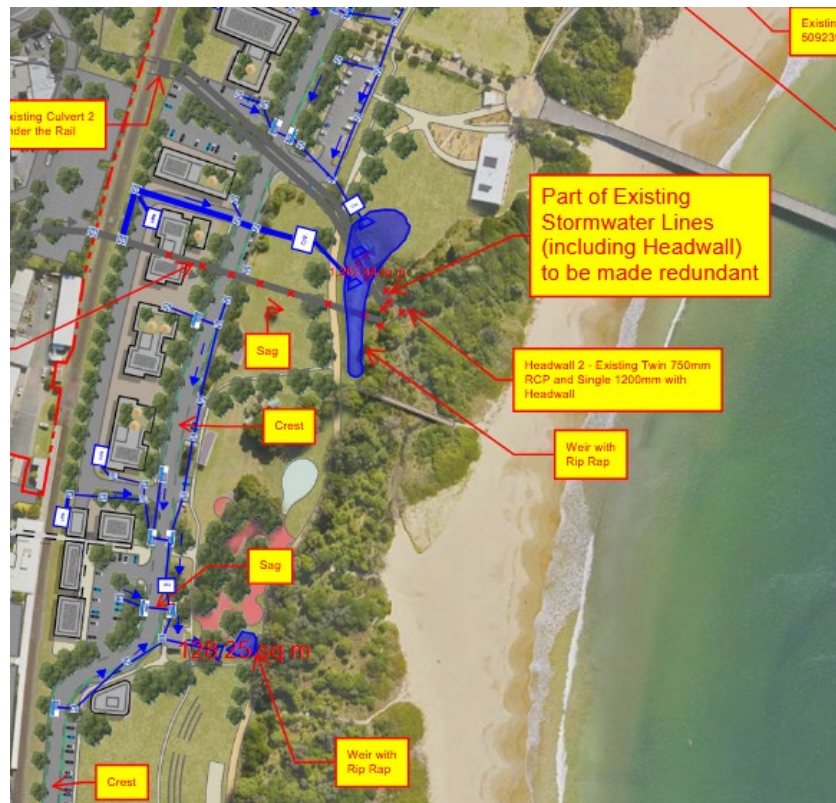 Existin
50923
xisting Culvert 2
nder the Rail
Part of Existing
Stormwater Lines
(including Headwall)
to be made redundant
Sag
Headwall 2 - Existing Twin 750mm
RCP and Single 1200mm with
Headwall
Crest
Weir with
Rip Rap
Sag
128.25 sq m
Weir with
Rip Rap
Crest